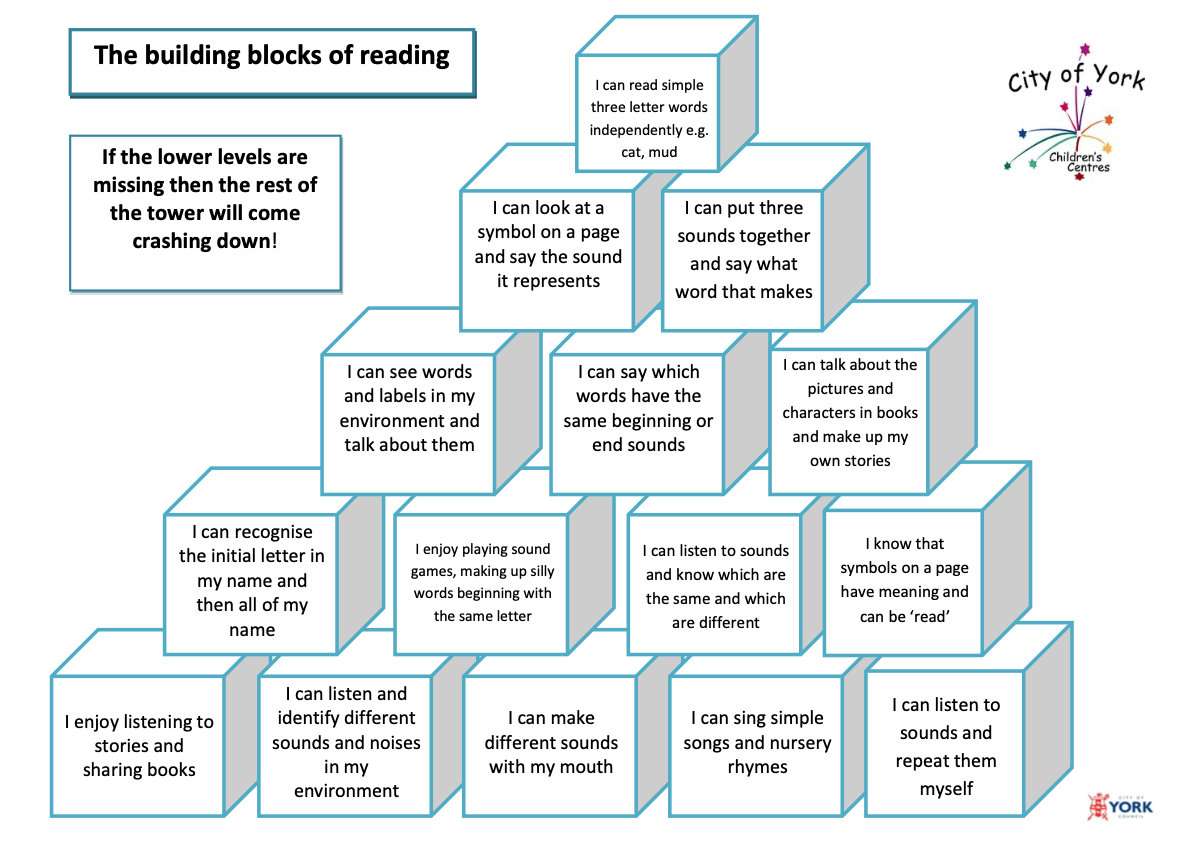 The building blocks of reading
If the lower levels are
missing then the rest of
the tower will come
crashing down!
City of York
Children's
Centres
I can read simple
three letter words
independently e.g.
cat, mud
I can look at a
symbol on a page
and say the sound
it represents
I can put three
sounds together
and say what
word that makes
I can see words
and labels in my
environment and
talk about them
I can say which
words have the
same beginning or
end sounds
I can talk about the
pictures and
characters in books
and make up my
own stories
I can recognise
the initial letter in
my name and
then all of my
name
I enjoy playing sound
games, making up silly
words beginning with
the same letter
I can listen to sounds
and know which are
the same and which
are different
I know that
symbols on a page
have meaning and
can be ‘read’
I enjoy listening to
stories and
sharing books
I can listen and
identify different
sounds and noises
in my
environment
I can make
different sounds
with my mouth
I can sing simple
songs and nursery
rhymes
I can listen to
sounds and
repeat them
myself
CITY OF
YORK
COUNCIL